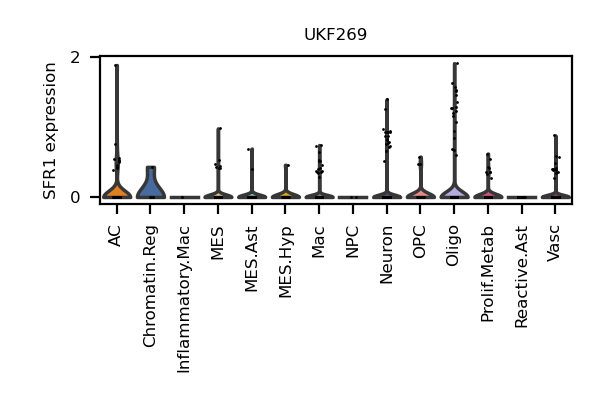 UKF269
SFR1 expression
2
0
AC
Chromatin.Reg
Inflammatory.Mac
MES
MES.Ast
MES.Hyp
Mac
NPC
Neuron
OPC
Oligo
Prolif.Metab
Reactive.Ast
Vasc